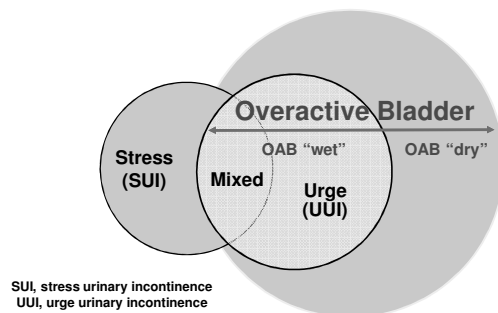 Overactive Bladder
OAB “wet”
OAB “dry”
Stress
(SUI)
Mixed
Urge
(UUI)
SUI, stress urinary incontinence
UUI, urge urinary incontinence